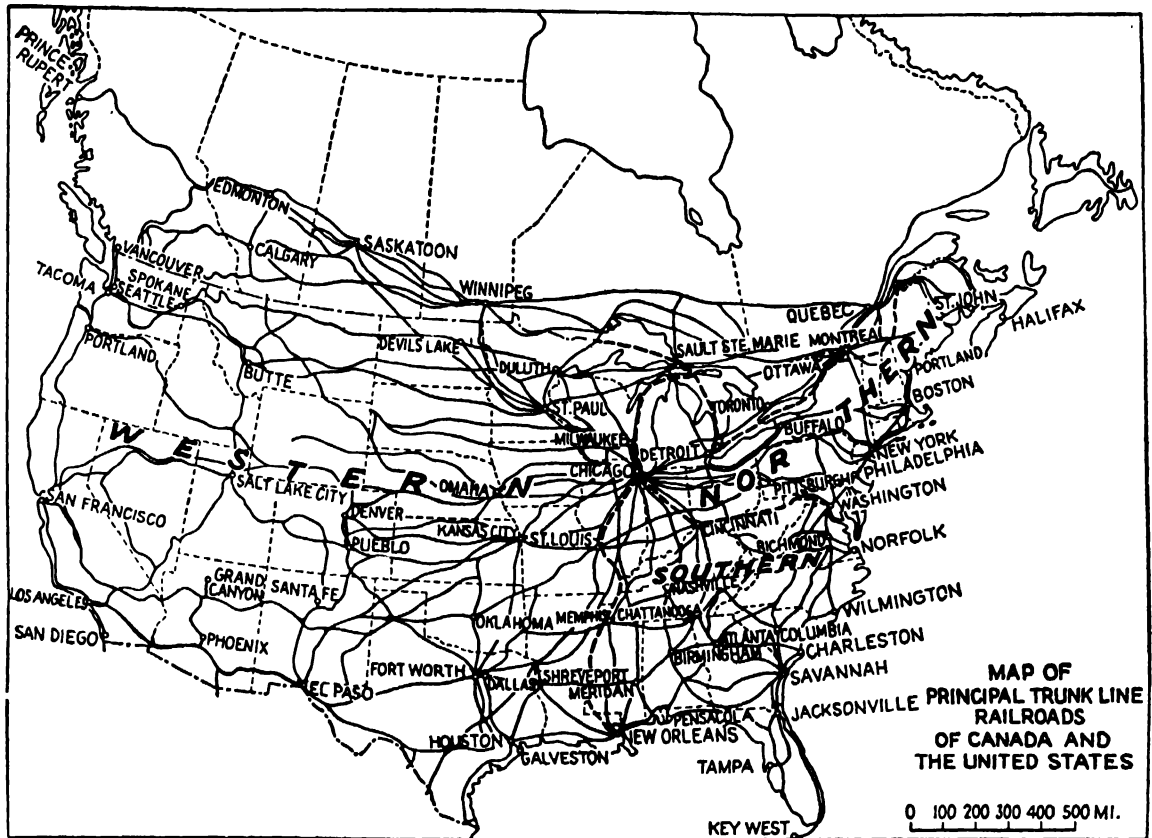 PRINCE
RUPERT
EDMONTON
SASKATOON
CALGARY
VANCOUVER
TACOMA
SPOKANE
SEATTLE
WINNIPEG
QUEBEC
ST. JOHN
HALIFAX
PORTLAND
DEVILS LAKE
SAULT STE. MARIE
MONTREAL
BUTTE
DULUTH
OTTAWA
PORTLAND
BOSTON
ST. PAUL
TORONTO
BUFFALO
NORTHERN
WESTERN
MILWAUKEE
DETROIT
NEW YORK
CHICAGO
PITTSBURGH
PHILADELPHIA
SALT LAKE CITY
OMAHA
WASHINGTON
SAN FRANCISCO
DENVER
KANSAS CITY
ST. LOUIS
CINCINNATI
PUEBLO
RICHMOND
NORFOLK
SOUTHERN
GRAND
CANYON
SANTA FE
NASHVILLE
LOS ANGELES
OKLAHOMA
MEMPHIS
CHATTANOOGA
WILMINGTON
SAN DIEGO
PHOENIX
ATLANTA
COLUMBIA
BIRMINGHAM
CHARLESTON
FORT WORTH
DALLAS
SHREVEPORT
SAVANNAH
EL PASO
MERIDIAN
JACKSONVILLE
PENSACOLA
HOUSTON
NEW ORLEANS
GALVESTON
TAMPA
KEY WEST
MAP OF
PRINCIPAL TRUNK LINE
RAILROADS
OF CANADA AND
THE UNITED STATES
0 100 200 300 400 500 MI.